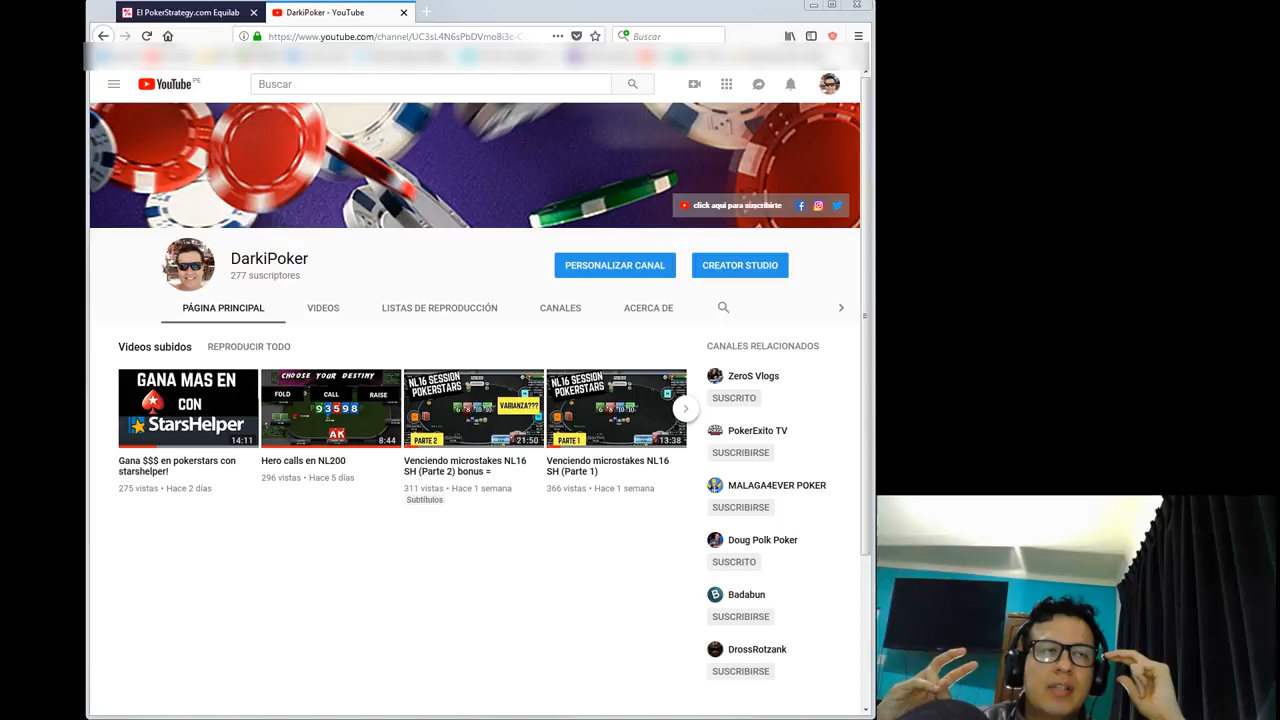 El PokerStrategy.com Equilab
DarkiPoker - YouTube
https://www.youtube.com/channel/UC3sL4N6sPbDVmo8i3c-C
Buscar
YouTube PE
Buscar
click aqui para suscribirte
DarkiPoker
277 suscriptores
PERSONALIZAR CANAL
CREATOR STUDIO
PÁGINA PRINCIPAL
VIDEOS
LISTAS DE REPRODUCCIÓN
CANALES
ACERCA DE
Videos subidos
REPRODUCIR TODO
GANA MAS EN
CON
StarsHelper
14:11
Gana $$$ en pokerstars con
starshelper!
275 vistas • Hace 2 días
CHOOSE YOUR DESTINY
FOLD
CALL
RAISE
9 3 5 9 8
AK
8:44
Hero calls en NL200
296 vistas • Hace 5 días
NL16 SESSION
POKERSTARS
VARIANZA???
PARTE 2
21:50
Venciendo microstakes NL16
SH (Parte 2) bonus =
311 vistas • Hace 1 semana
Subtítulos
NL16 SESSION
POKERSTARS
PARTE 1
13:38
Venciendo microstakes NL16
SH (Parte 1)
366 vistas • Hace 1 semana
CANALES RELACIONADOS
ZeroS Vlogs
SUSCRITO
PokerExito TV
SUSCRIBIRSE
MALAGA4EVER POKER
SUSCRIBIRSE
Doug Polk Poker
SUSCRITO
Badabun
SUSCRIBIRSE
DrossRotzank
SUSCRIBIRSE